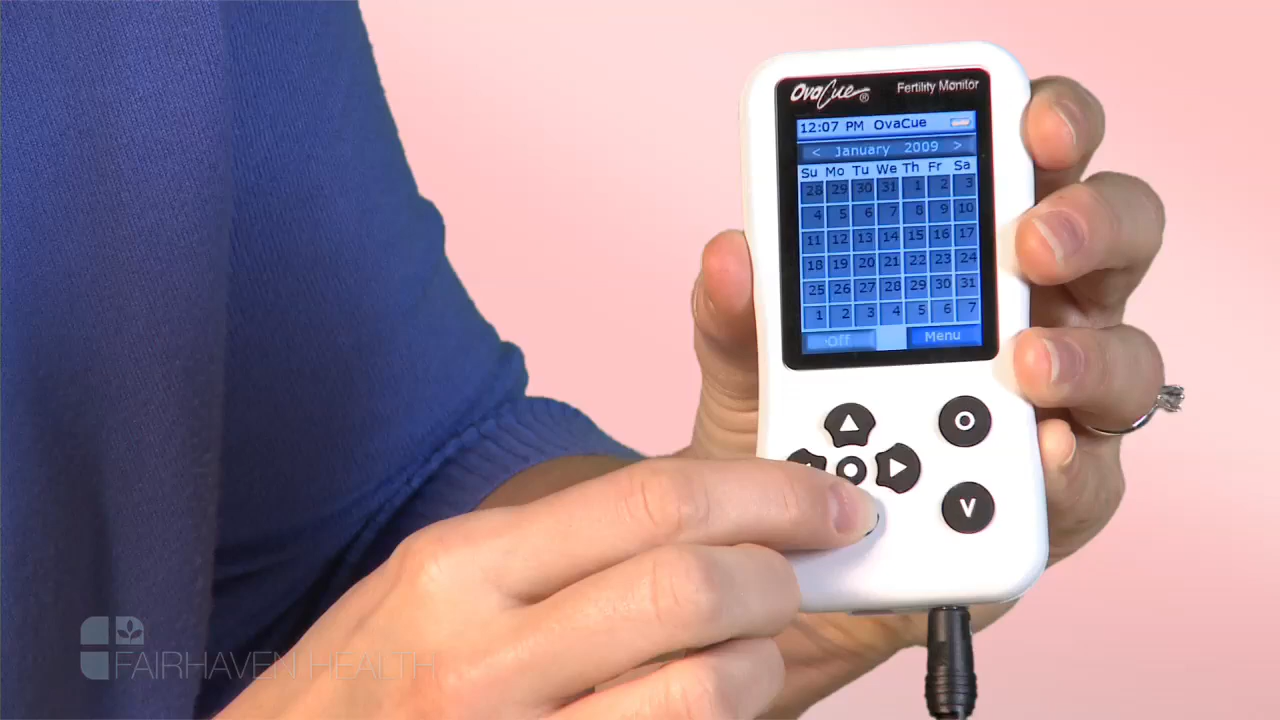 OvaCue® Fertility Monitor
12:07 PM OvaCue
< January 2009 >
Su Mo Tu We Th Fr Sa
28 29 30 31 1 2 3
4 5 6 7 8 9 10
11 12 13 14 15 16 17
18 19 20 21 22 23 24
25 26 27 28 29 30 31
1 2 3 4 5 6 7
Off Menu
V
FAIRHAVEN HEALTH